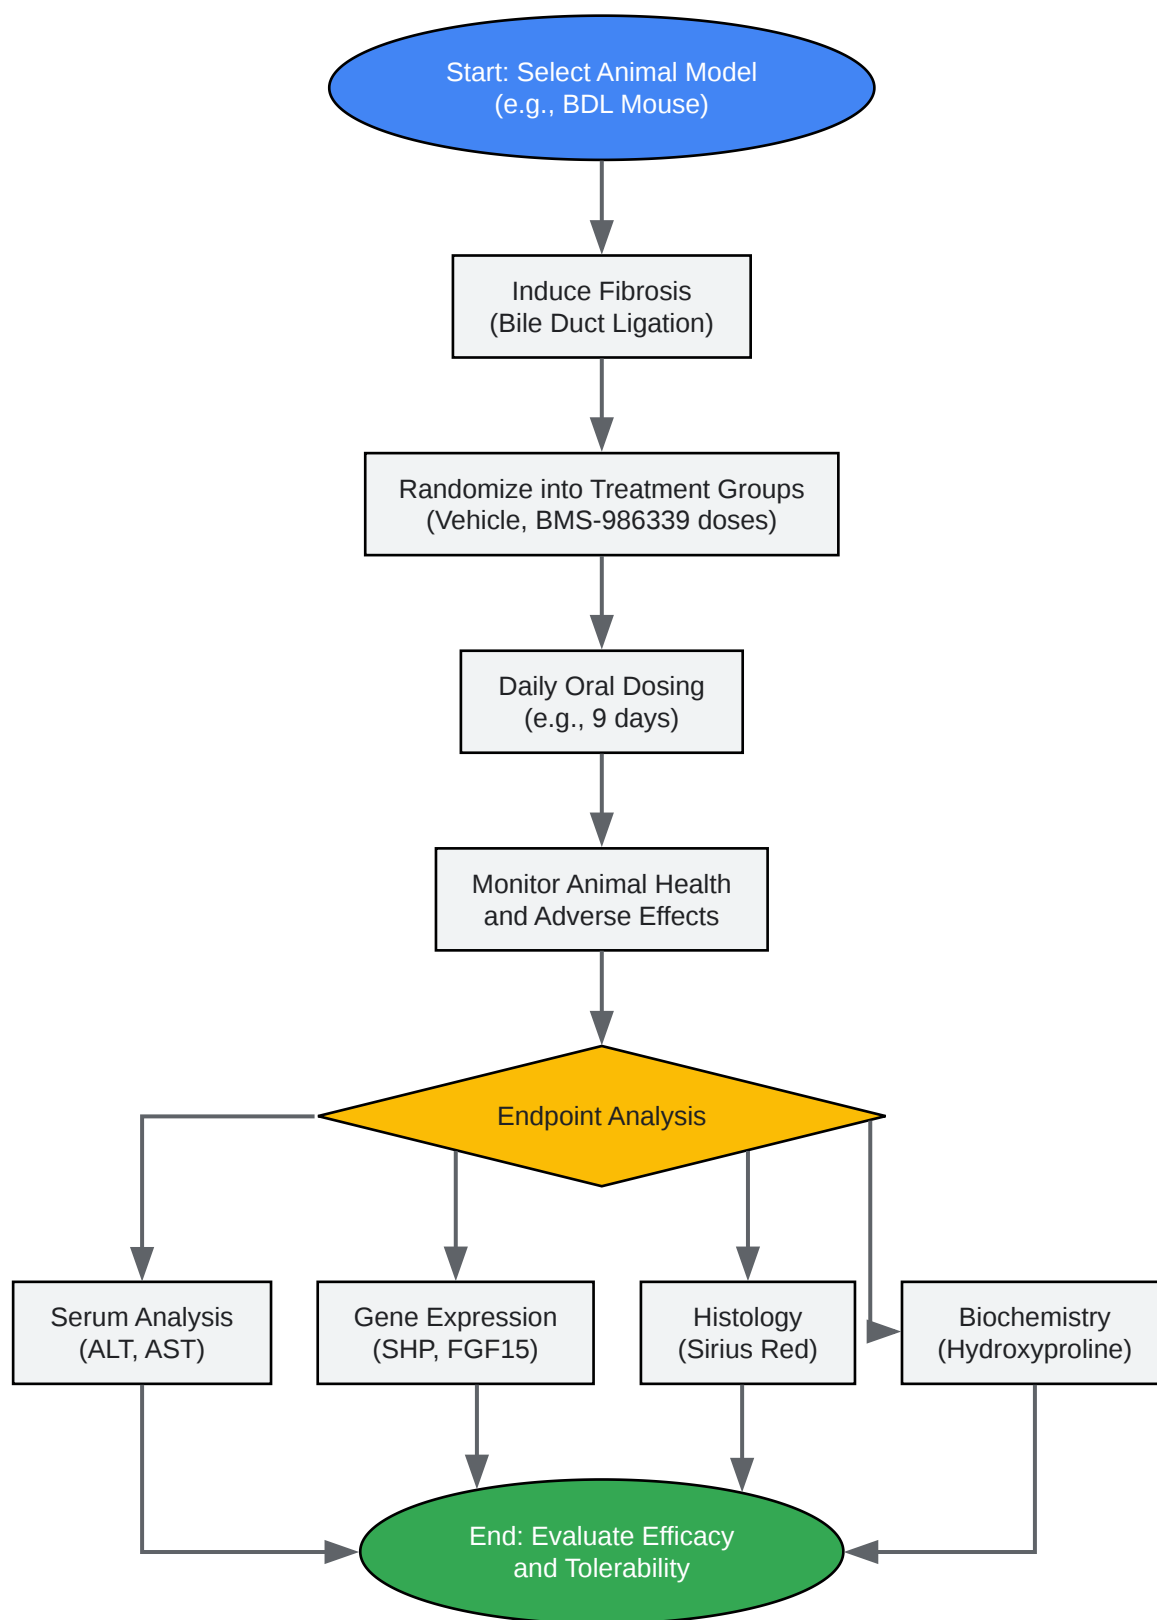 Start: Select Animal Model
(e.g., BDL Mouse)
Induce Fibrosis
(Bile Duct Ligation)
Randomize into Treatment Groups
(Vehicle, BMS-986339 doses)
Daily Oral Dosing
(e.g., 9 days)
Monitor Animal Health
and Adverse Effects
Endpoint Analysis
Serum Analysis
(ALT, AST)
Gene Expression
(SHP, FGF15)
Histology
(Sirius Red)
Biochemistry
(Hydroxyproline)
End: Evaluate Efficacy
and Tolerability